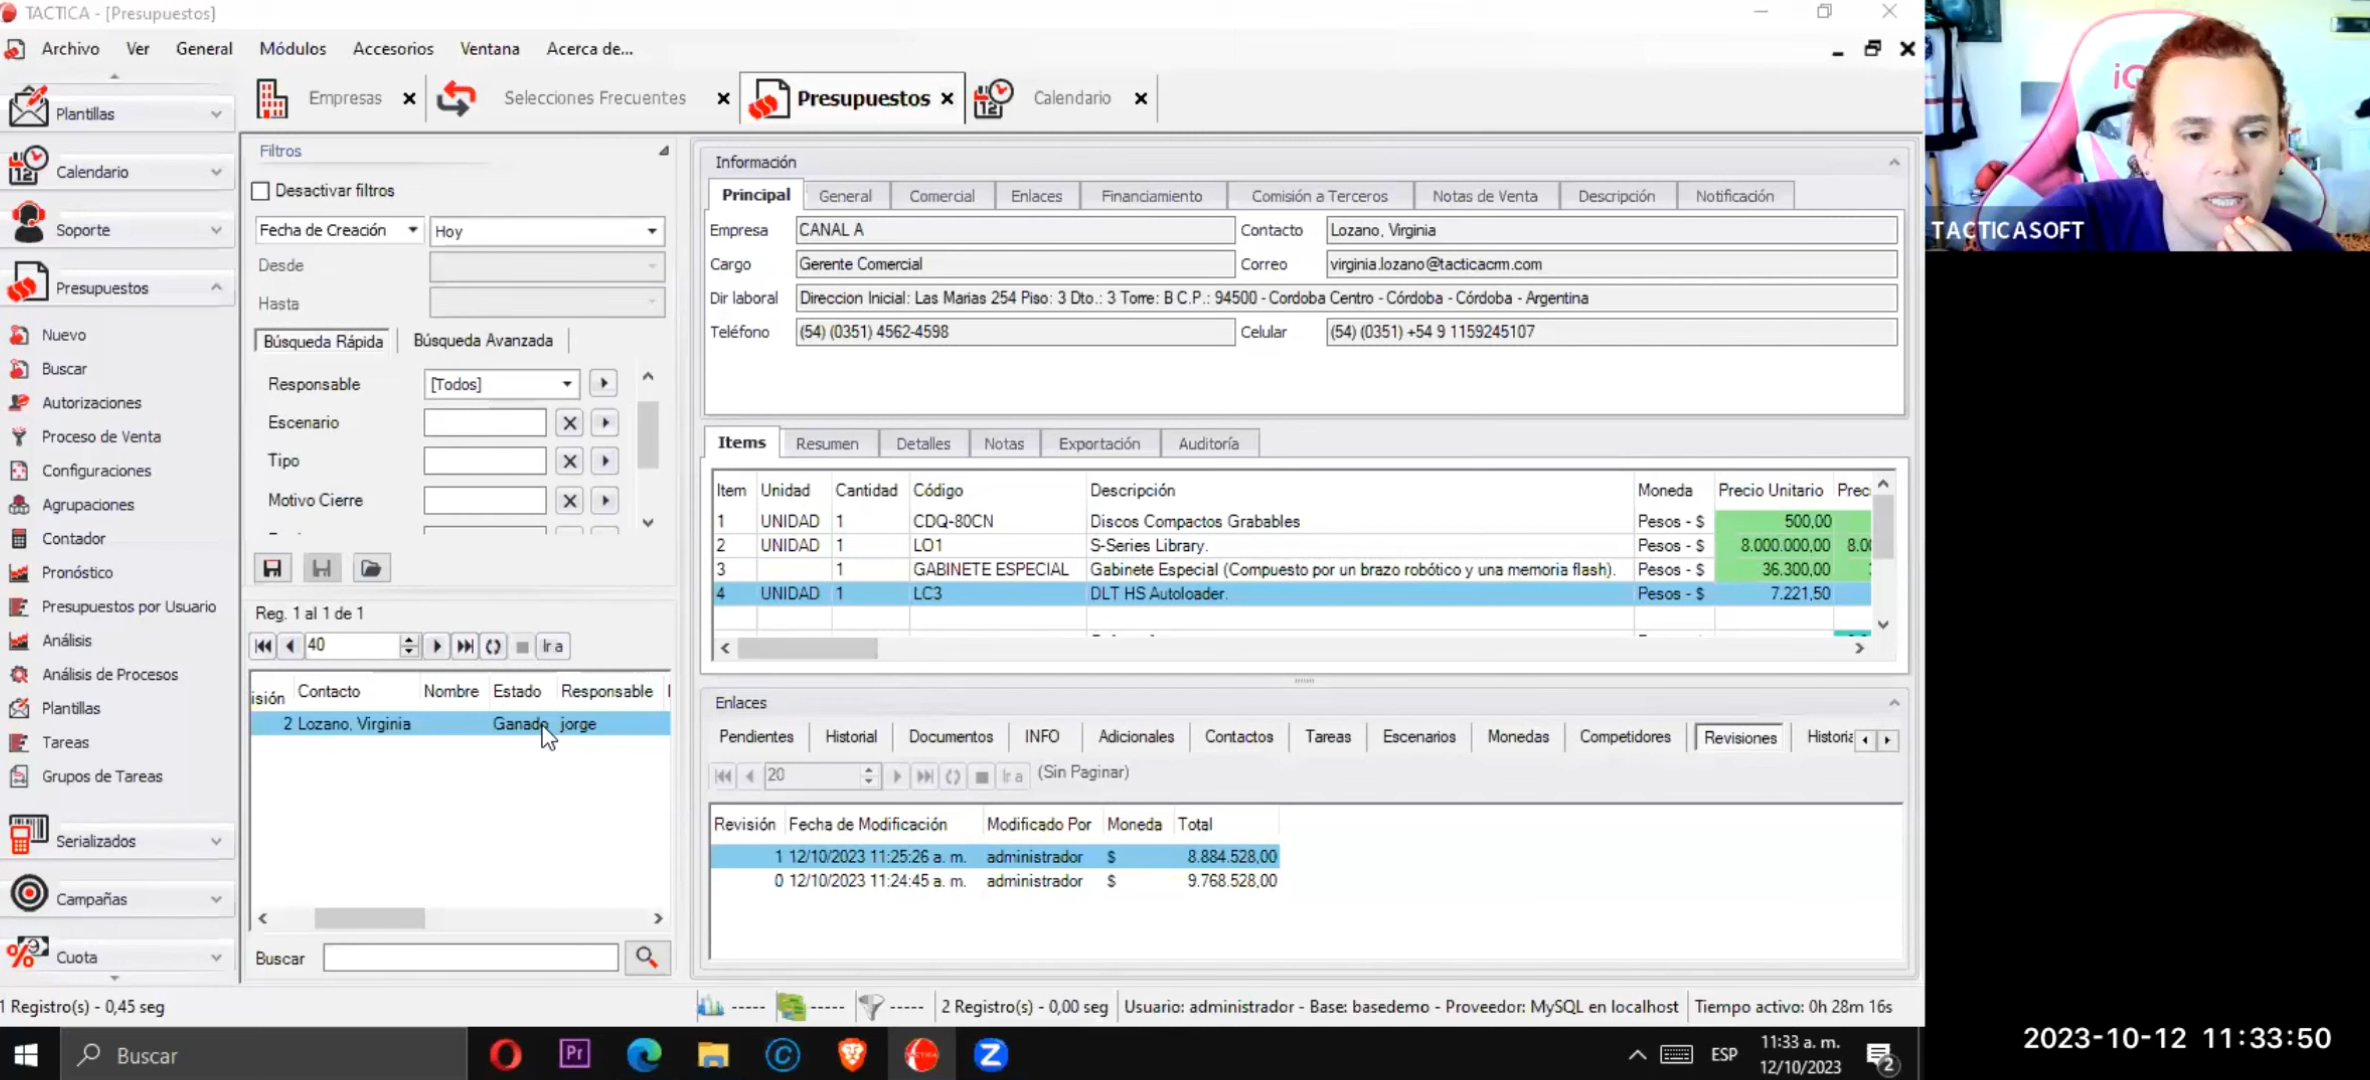 TACTICA - [Presupuestos]
Archivo Ver General Módulos Accesorios Ventana Acerca de...
Empresas Selecciones Frecuentes Presupuestos Calendario
Plantillas
Calendario
Soporte
Presupuestos
Nuevo
Buscar
Autorizaciones
Proceso de Venta
Configuraciones
Agrupaciones
Contador
Pronóstico
Presupuestos por Usuario
Análisis
Análisis de Procesos
Plantillas
Tareas
Grupos de Tareas
Serializados
Campañas
Cuota
Filtros
Desactivar filtros
Fecha de Creación Hoy
Desde
Hasta
Búsqueda Rápida Búsqueda Avanzada
Responsable [Todos]
Escenario
Tipo
Motivo Cierre
Reg. 1 al 1 de 1
40 Ir a
isión Contacto Nombre Estado Responsable
2 Lozano, Virginia Ganado jorge
Buscar
Información
Principal General Comercial Enlaces Financiamiento Comisión a Terceros Notas de Venta Descripción Notificación
Empresa CANAL A Contacto Lozano, Virginia
Cargo Gerente Comercial Correo virginia.lozano@tacticacrm.com
Dir laboral Direccion Inicial: Las Marias 254 Piso: 3 Dto.: 3 Torre: B C.P.: 94500 - Cordoba Centro - Córdoba - Córdoba - Argentina
Teléfono (54) (0351) 4562-4598 Celular (54) (0351) +54 9 1159245107
Items Resumen Detalles Notas Exportación Auditoría
Item Unidad Cantidad Código Descripción Moneda Precio Unitario Prec
1 UNIDAD 1 CDQ-80CN Discos Compactos Grabables Pesos - $ 500,00
2 UNIDAD 1 LO1 S-Series Library. Pesos - $ 8.000.000,00 8.00
3 1 GABINETE ESPECIAL Gabinete Especial (Compuesto por un brazo robótico y una memoria flash). Pesos - $ 36.300,00
4 UNIDAD 1 LC3 DLT HS Autoloader. Pesos - $ 7.221,50
Enlaces
Pendientes Historial Documentos INFO Adicionales Contactos Tareas Escenarios Monedas Competidores Revisiones Historia
20 Ir a (Sin Paginar)
Revisión Fecha de Modificación Modificado Por Moneda Total
1 12/10/2023 11:25:26 a. m. administrador $ 8.884.528,00
0 12/10/2023 11:24:45 a. m. administrador $ 9.768.528,00
1 Registro(s) - 0,45 seg ----- ----- ----- 2 Registro(s) - 0,00 seg Usuario: administrador - Base: basedemo - Proveedor: MySQL en localhost Tiempo activo: 0h 28m 16s
Buscar Pr ESP 11:33 a. m.
12/10/2023 2
TACTICASOFT
2023-10-12 11:33:50